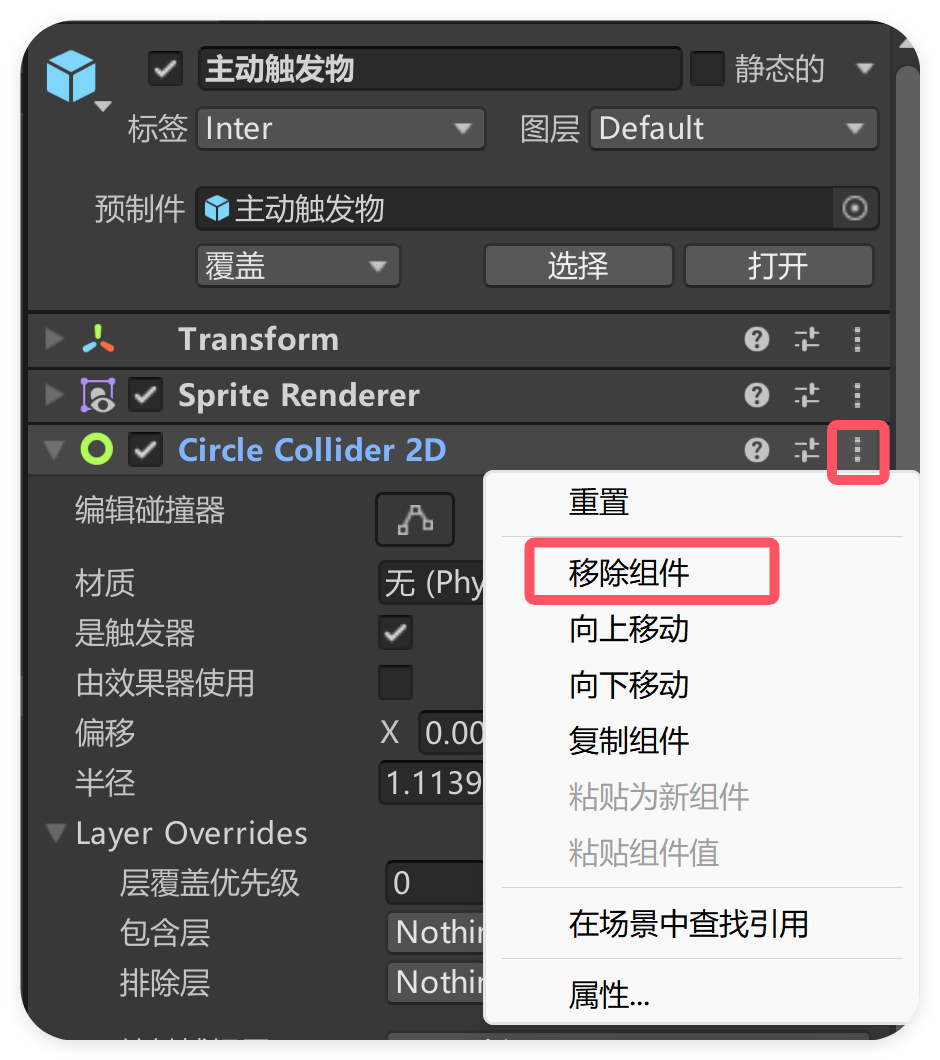 主动触发物 静态的
标签 Inter 图层 Default
预制件 主动触发物
覆盖 选择 打开
Transform
Sprite Renderer
Circle Collider 2D
编辑碰撞器
材质 无 (Phy
是触发器
由效果器使用
偏移 X 0.00
半径 1.1139
Layer Overrides
层覆盖优先级 0
包含层 Nothin
排除层 Nothin
重置
移除组件
向上移动
向下移动
复制组件
粘贴为新组件
粘贴组件值
在场景中查找引用
属性...